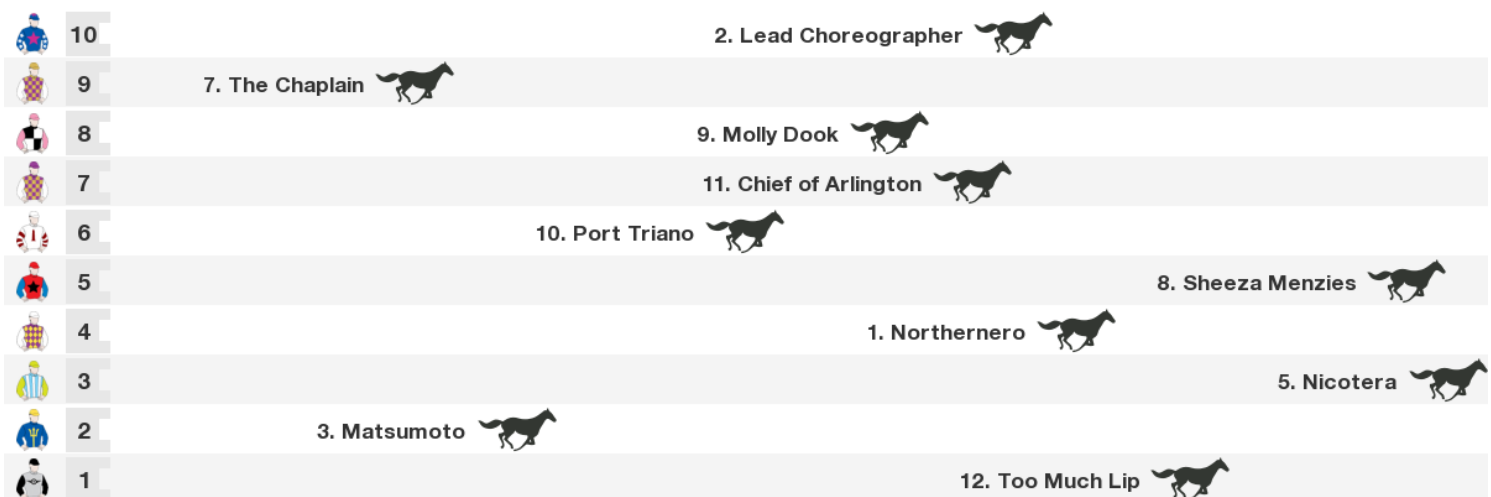 10 2. Lead Choreographer
9 7. The Chaplain
8 9. Molly Dook
7 11. Chief of Arlington
6 10. Port Triano
5 8. Sheeza Menzies
4 1. Northernero
3 5. Nicotera
2 3. Matsumoto
1 12. Too Much Lip